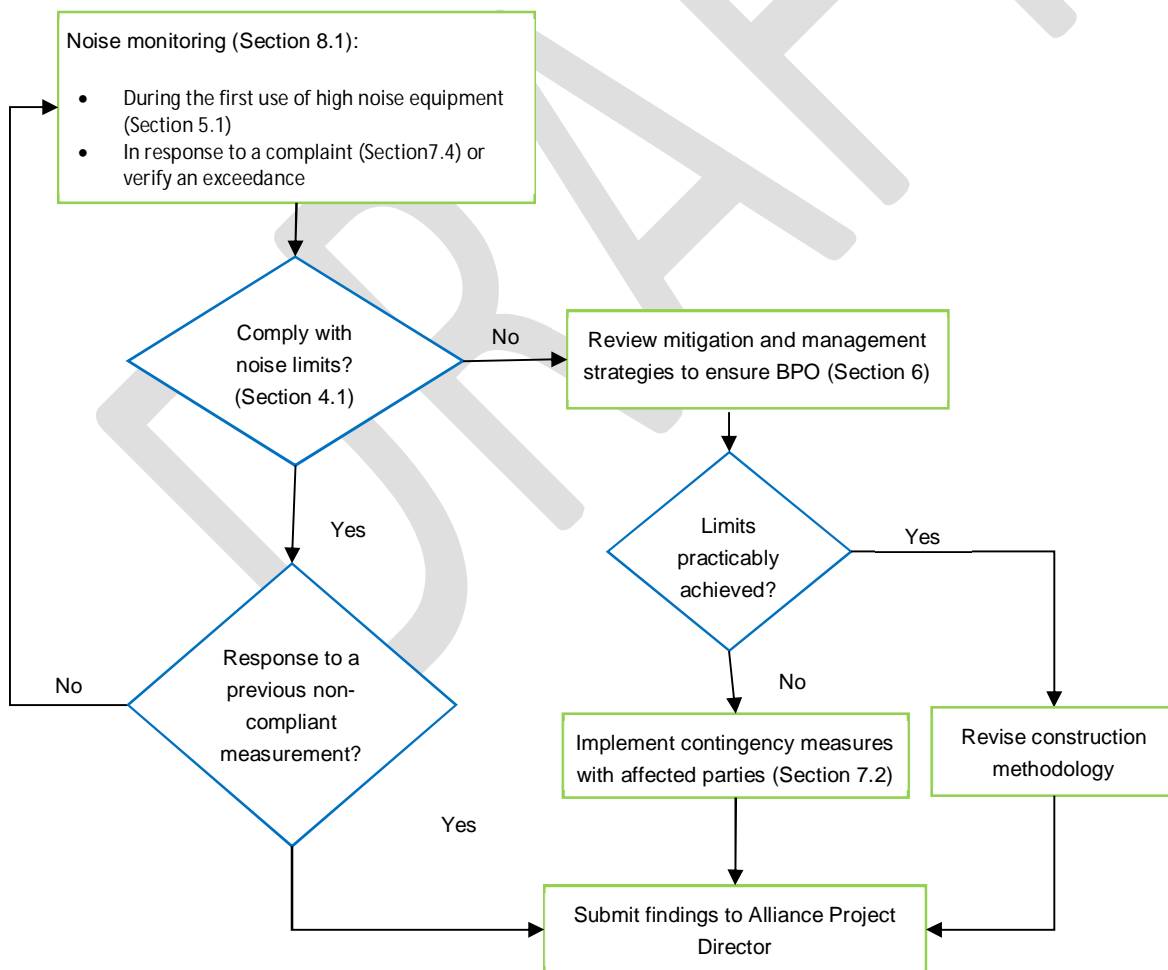 Noise monitoring (Section 8.1):
• During the first use of high noise equipment
(Section 5.1)
• In response to a complaint (Section7.4) or
verify an exceedance
Comply with
noise limits?
(Section 4.1)
No
Review mitigation and management
strategies to ensure BPO (Section 6)
Yes
Limits
practicably
achieved?
Yes
No
Response to a
previous non-
compliant
measurement?
No
Implement contingency measures
with affected parties (Section 7.2)
Revise construction
methodology
Yes
Submit findings to Alliance Project
Director
DRAF